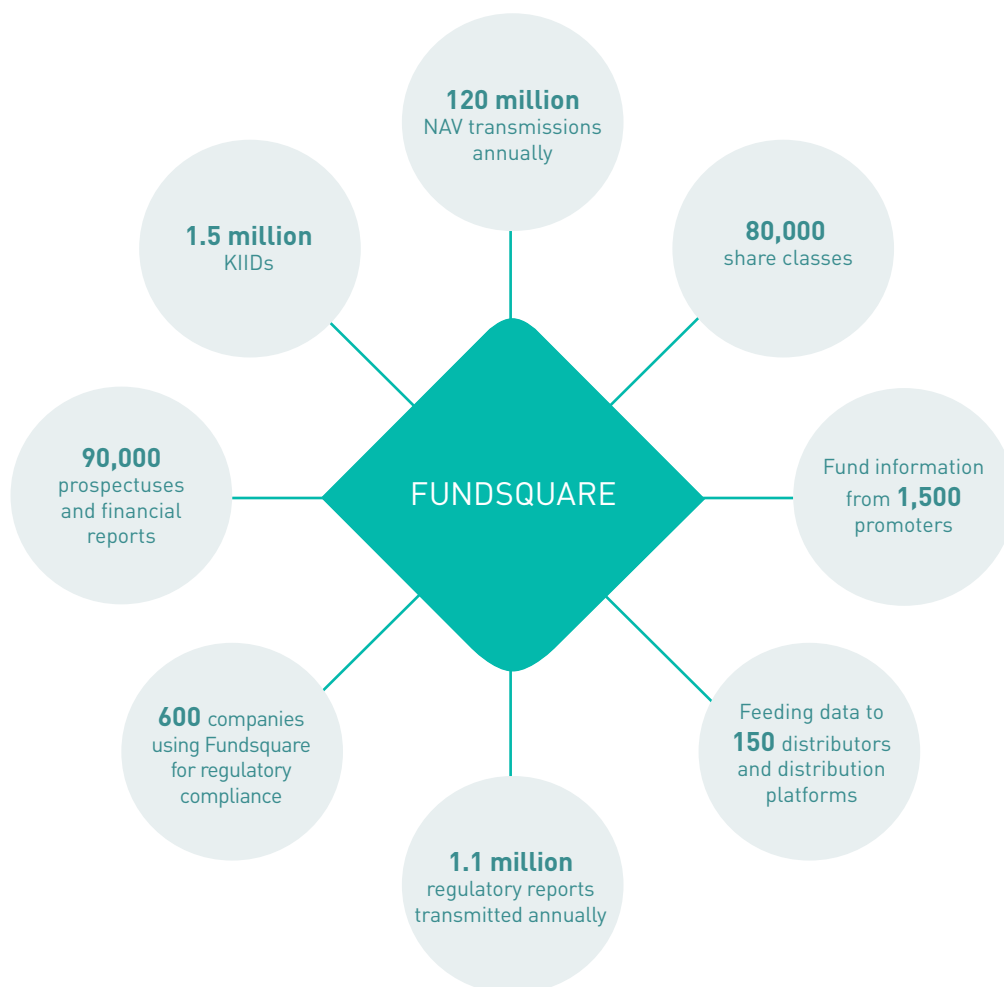 120 million
NAV transmissions
annually
1.5 million
KIIDs
80,000
share classes
90,000
prospectuses
and financial
reports
FUNDSQUARE
Fund information
from 1,500
promoters
600 companies
using Fundsquare
for regulatory
compliance
Feeding data to
150 distributors
and distribution
platforms
1.1 million
regulatory reports
transmitted annually